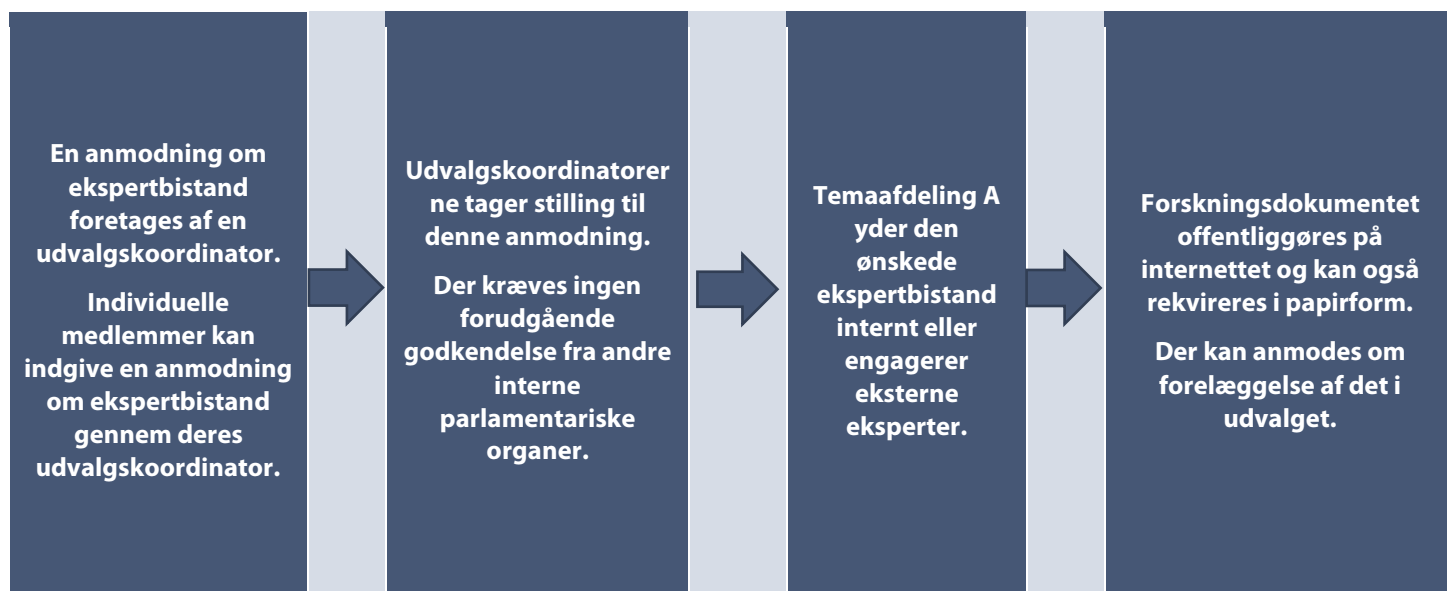 En anmodning om
ekspertbistand
foretages af en
udvalgskoordinator.
Individuelle
medlemmer kan
indgive en anmodning
om ekspertbistand
gennem deres
udvalgskoordinator.
Udvalgskoordinatorer
ne tager stilling til
denne anmodning.
Der kræves ingen
forudgående
godkendelse fra andre
interne
parlamentariske
organer.
Temaafdeling A
yder den
ønskede
ekspertbistand
internt eller
engagerer
eksterne
eksperter.
Forskningsdokumentet
offentliggøres på
internettet og kan også
rekvireres i papirform.
Der kan anmodes om
forelæggelse af det i
udvalget.